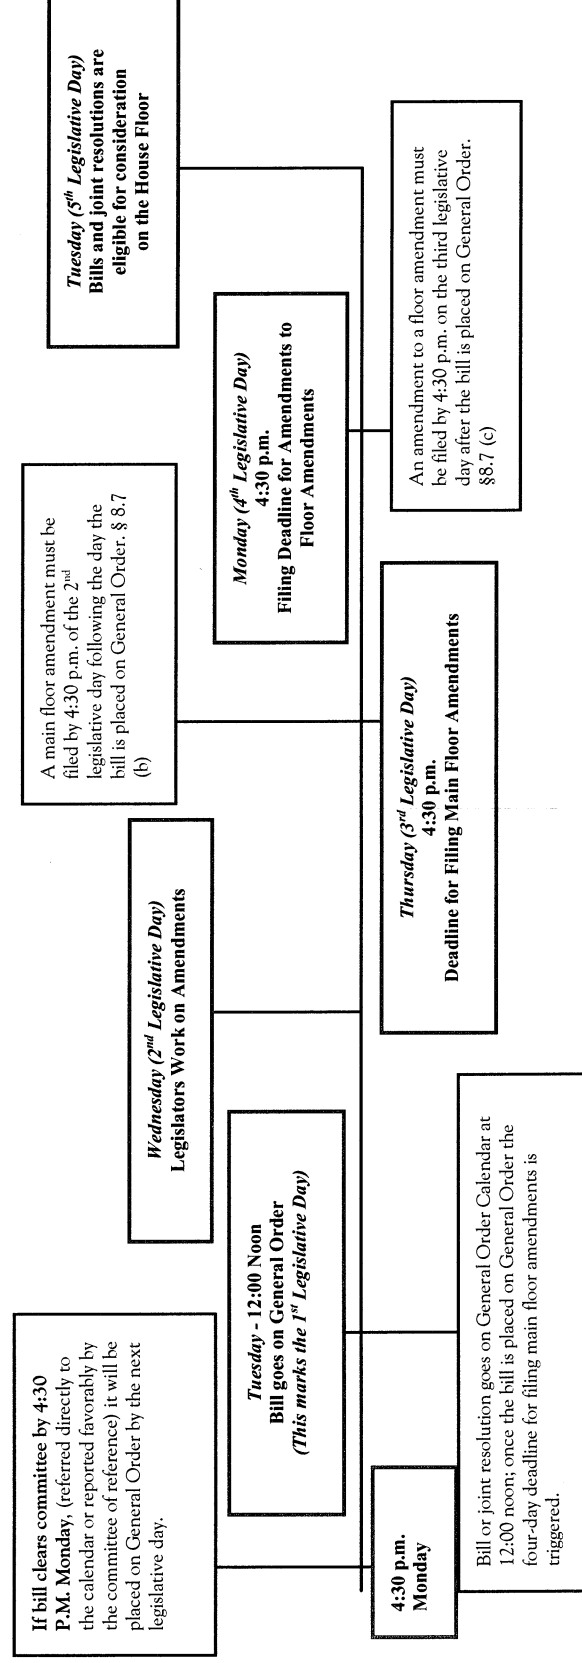 If bill clears committee by 4:30
P.M. Monday, (referred directly to
the calendar or reported favorably by
the committee of reference) it will be
placed on General Order by the next
legislative day.
4:30 p.m.
Monday
Tuesday - 12:00 Noon
Bill goes on General Order
(This marks the 1st Legislative Day)
Bill or joint resolution goes on General Order Calendar at
12:00 noon; once the bill is placed on General Order the
four-day deadline for filing main floor amendments is
triggered.
Wednesday (2nd Legislative Day)
Legislators Work on Amendments
A main floor amendment must be
filed by 4:30 p.m. of the 2nd
legislative day following the day the
bill is placed on General Order. § 8.7
(b)
Thursday (3rd Legislative Day)
4:30 p.m.
Deadline for Filing Main Floor Amendments
Monday (4th Legislative Day)
4:30 p.m.
Filing Deadline for Amendments to
Floor Amendments
An amendment to a floor amendment must
be filed by 4:30 p.m. on the third legislative
day after the bill is placed on General Order.
§8.7 (c)
Tuesday (5th Legislative Day)
Bills and joint resolutions are
eligible for consideration
on the House Floor